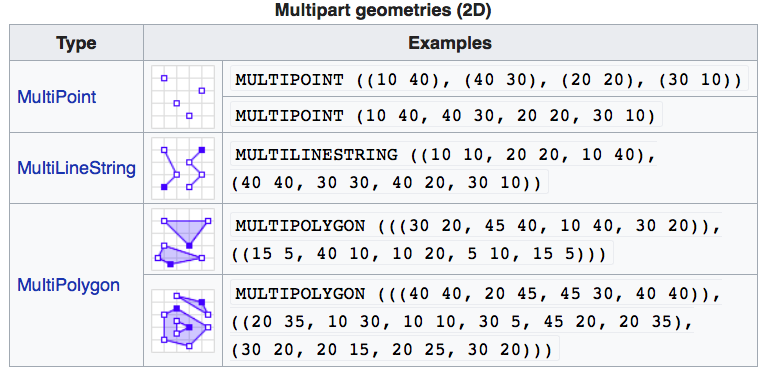 Multipart geometries (2D)
Type Examples
MultiPoint
MULTIPOINT ((10 40), (40 30), (20 20), (30 10))
MULTIPOINT (10 40, 40 30, 20 20, 30 10)
MultiLineString
MULTILINESTRING ((10 10, 20 20, 10 40),
(40 40, 30 30, 40 20, 30 10))
MultiPolygon
MULTIPOLYGON (((30 20, 45 40, 10 40, 30 20)),
((15 5, 40 10, 10 20, 5 10, 15 5)))
MULTIPOLYGON (((40 40, 20 45, 45 30, 40 40)),
((20 35, 10 30, 10 10, 30 5, 45 20, 20 35),
(30 20, 20 15, 20 25, 30 20)))